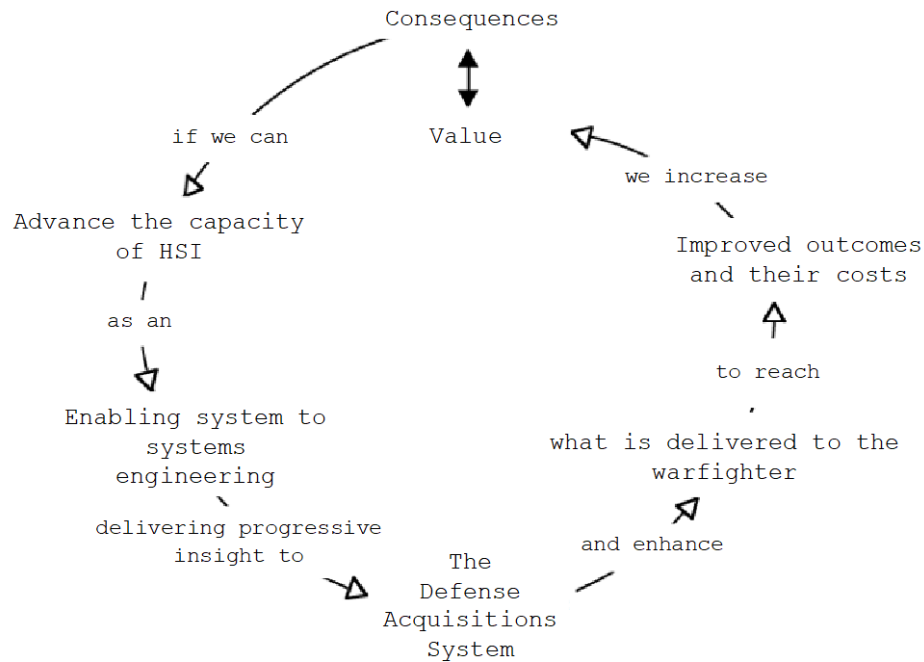 Consequences
if we can
Value
we increase
Advance the capacity
of HSI
Improved outcomes
and their costs
as an
to reach
Enabling system to
systems
engineering
what is delivered to the
warfighter
delivering progressive
insight to
and enhance
The
Defense
Acquisitions
System